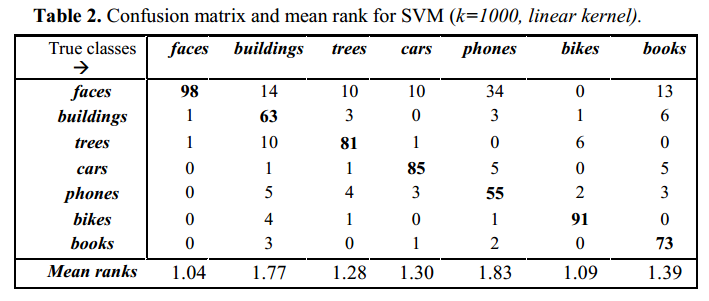 Table 2. Confusion matrix and mean rank for SVM (k=1000, linear kernel).
True classes → faces buildings trees cars phones bikes books
faces 98 14 10 10 34 0 13
buildings 1 63 3 0 3 1 6
trees 1 10 81 1 0 6 0
cars 0 1 1 85 5 0 5
phones 0 5 4 3 55 2 3
bikes 0 4 1 0 1 91 0
books 0 3 0 1 2 0 73
Mean ranks 1.04 1.77 1.28 1.30 1.83 1.09 1.39